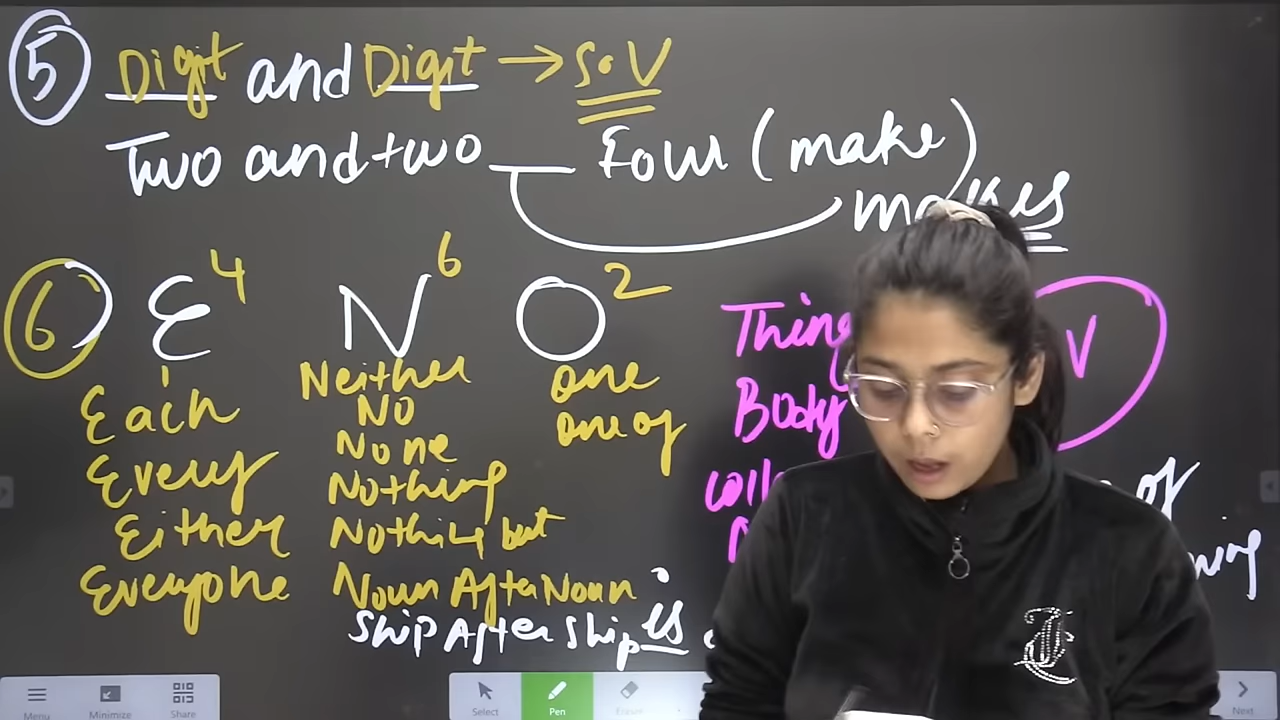 5 Digit and Digit → S.V
Two and two — Four (make)
makes
6 E⁴ N⁶ O² Thing V
Each Neither one Body
No one of
None
Every Nothing of
Either Nothing but
Everyone Noun After Noun
Ship After Ship is
Menu Minimize Share Select Pen Eraser Next